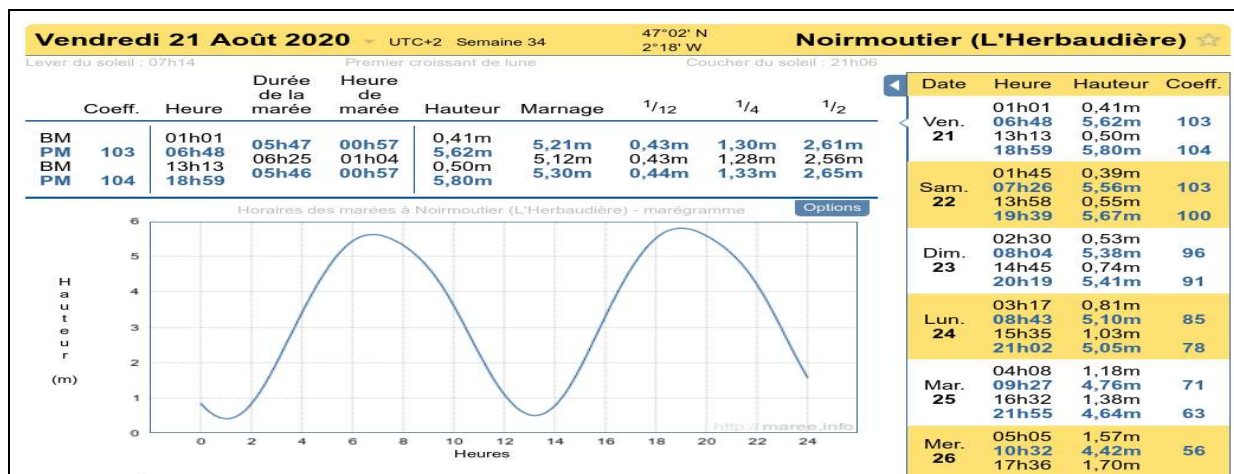 Vendredi 21 Août 2020 UTC+2 Semaine 34 47°02' N
2°18' W
Noirmoutier (L'Herbaudière)
Lever du soleil : 07h14 Premier croissant de lune Coucher du soleil : 21h06
Coeff. Heure Durée de la marée Heure de marée Hauteur Marnage 1/12 1/4 1/2
BM 01h01 0,41m
PM 103 06h48 05h47 00h57 5,62m 5,21m 0,43m 1,30m 2,61m
BM 13h13 06h25 01h04 0,50m 5,12m 0,43m 1,28m 2,56m
PM 104 18h59 05h46 00h57 5,80m 5,30m 0,44m 1,33m 2,65m
Horaires des marées à Noirmoutier (L'Herbaudière) - marégramme Options
6
5
4
3
2
1
0
Hauteur
(m)
0 2 4 6 8 10 12 14 16 18 20 22 24
Heures
http://maree.info
Date Heure Hauteur Coeff.
Ven. 21
01h01 0,41m
06h48 5,62m 103
13h13 0,50m
18h59 5,80m 104
Sam. 22
01h45 0,39m
07h26 5,56m 103
13h58 0,55m
19h39 5,67m 100
Dim. 23
02h30 0,53m
08h04 5,38m 96
14h45 0,74m
20h19 5,41m 91
Lun. 24
03h17 0,81m
08h43 5,10m 85
15h35 1,03m
21h02 5,05m 78
Mar. 25
04h08 1,18m
09h27 4,76m 71
16h32 1,38m
21h55 4,64m 63
Mer. 26
05h05 1,57m
10h32 4,42m 56
17h36 1,70m